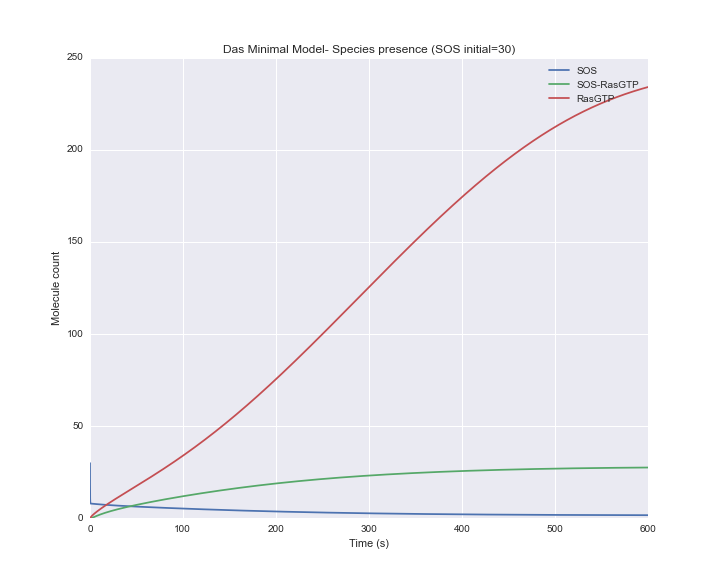 Das Minimal Model- Species presence (SOS initial=30)
250
200
150
100
50
0
Molecule count
SOS
SOS-RasGTP
RasGTP
0 100 200 300 400 500 600
Time (s)